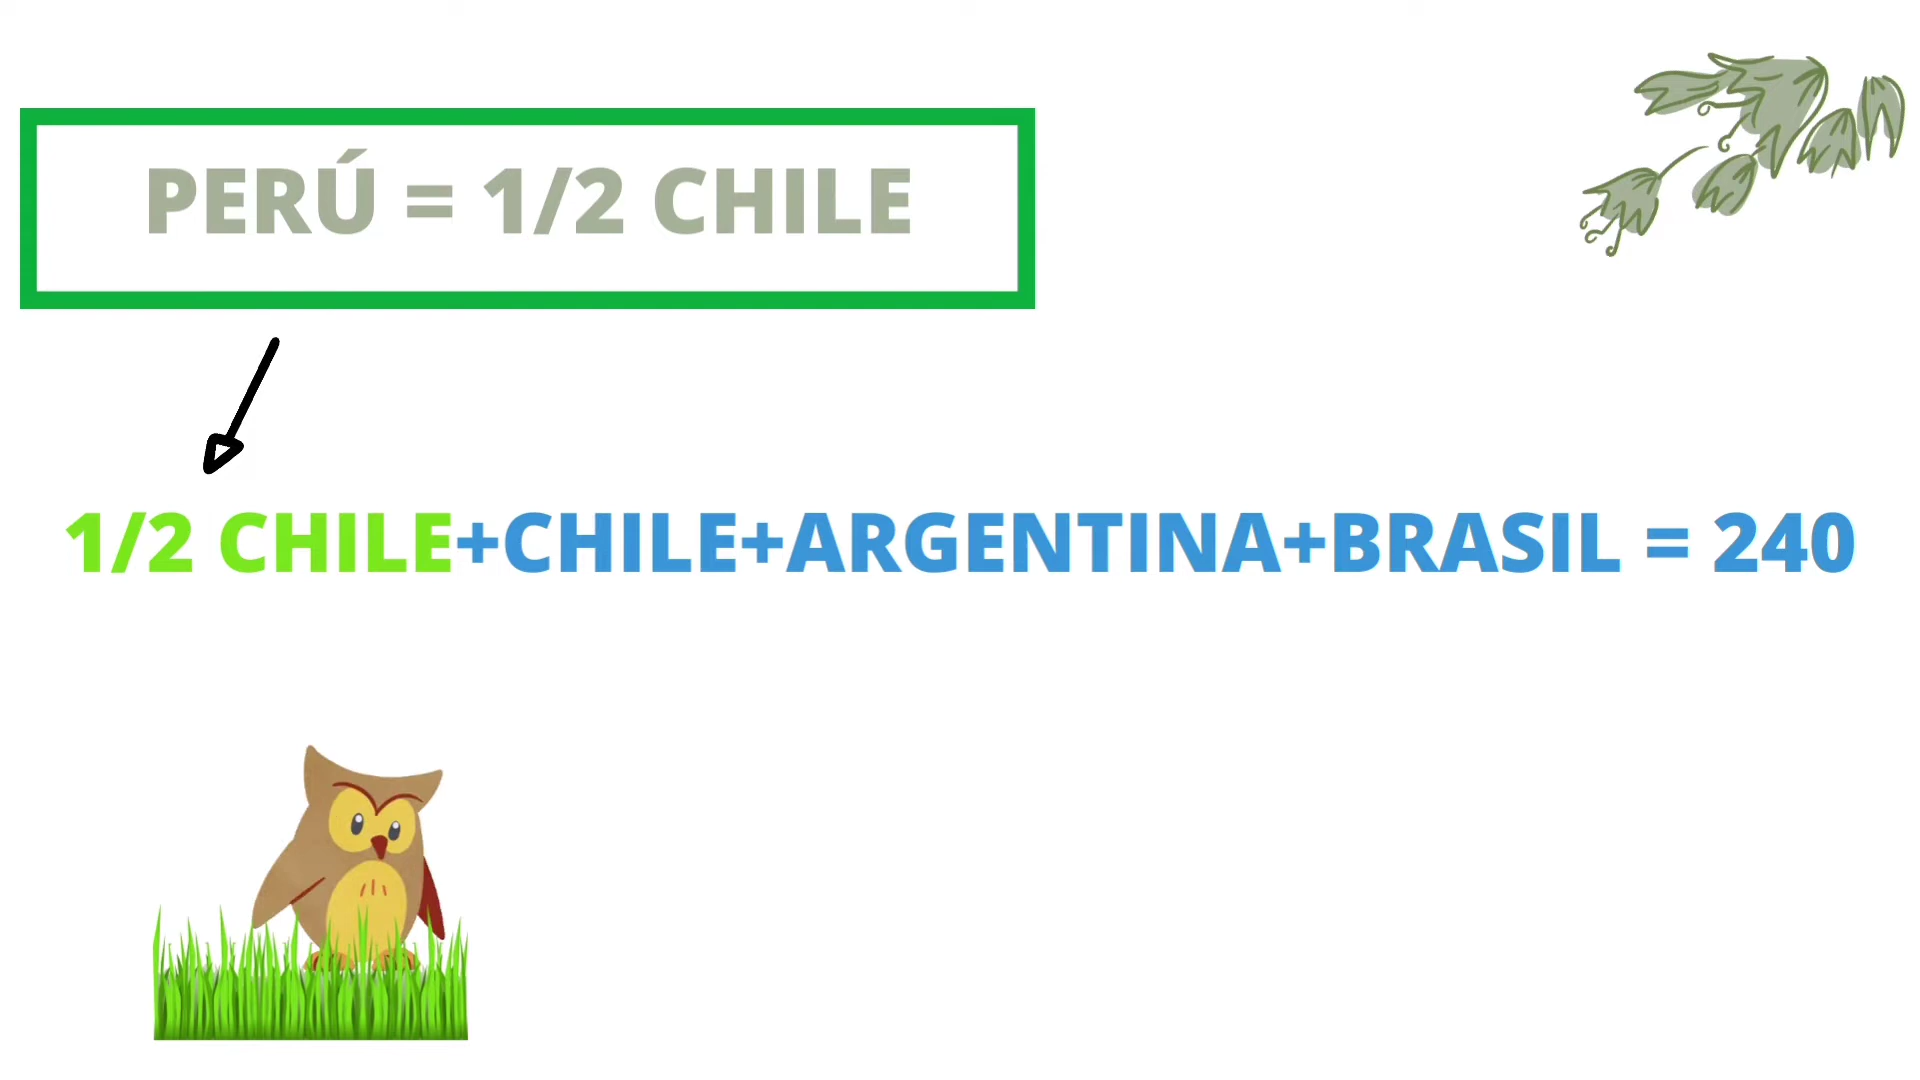 PERÚ = 1/2 CHILE
1/2 CHILE+CHILE+ARGENTINA+BRASIL = 240